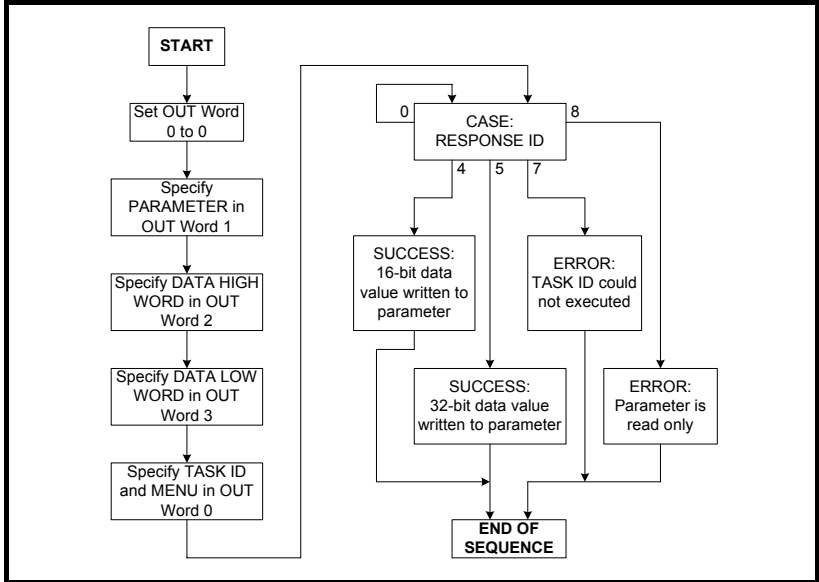 START
Set OUT Word
0 to 0
Specify
PARAMETER in
OUT Word 1
Specify DATA HIGH
WORD in OUT
Word 2
Specify DATA LOW
WORD in OUT
Word 3
Specify TASK ID
and MENU in OUT
Word 0
0
CASE:
RESPONSE ID
8
4
5
7
SUCCESS:
16-bit data
value written to
parameter
ERROR:
TASK ID could
not executed
SUCCESS:
32-bit data value
written to parameter
ERROR:
Parameter is
read only
END OF
SEQUENCE